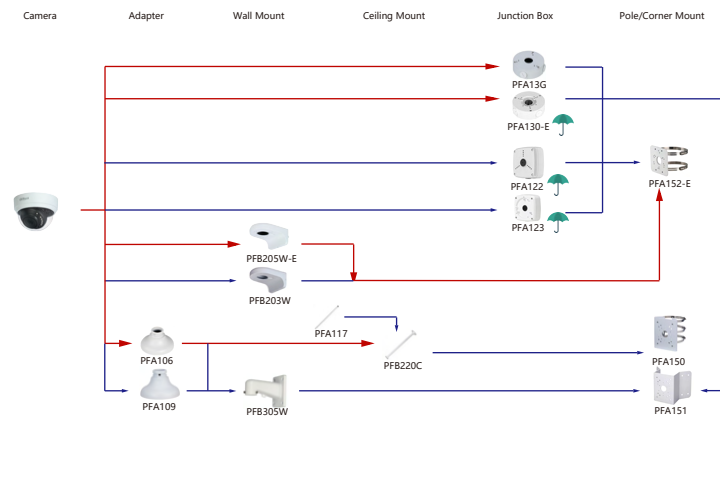 Camera Adapter Wall Mount Ceiling Mount Junction Box Pole/Corner Mount
PFA13G
PFA130-E
PFA122
PFA152-E
PFA123
PFB205W-E
PFB203W
PFA117
PFA106
PFB220C
PFA150
PFA109
PFB305W
PFA151